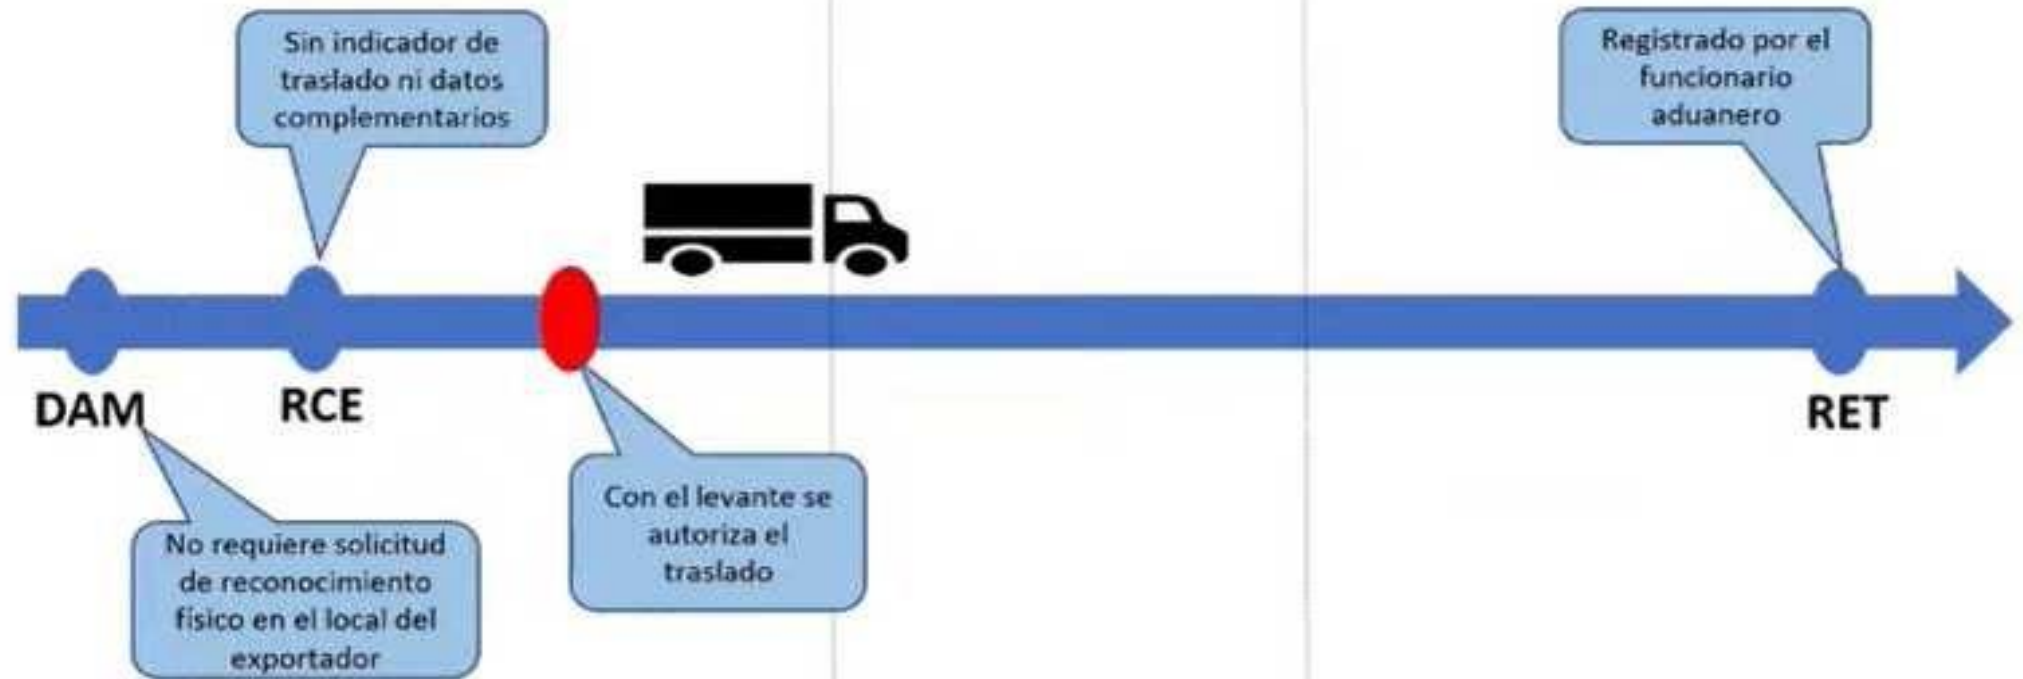 Sin indicador de
traslado ni datos
complementarios
Registrado por el
funcionario
aduanero
DAM
RCE
RET
No requiere solicitud
de reconocimiento
físico en el local del
exportador
Con el levante se
autoriza el
traslado